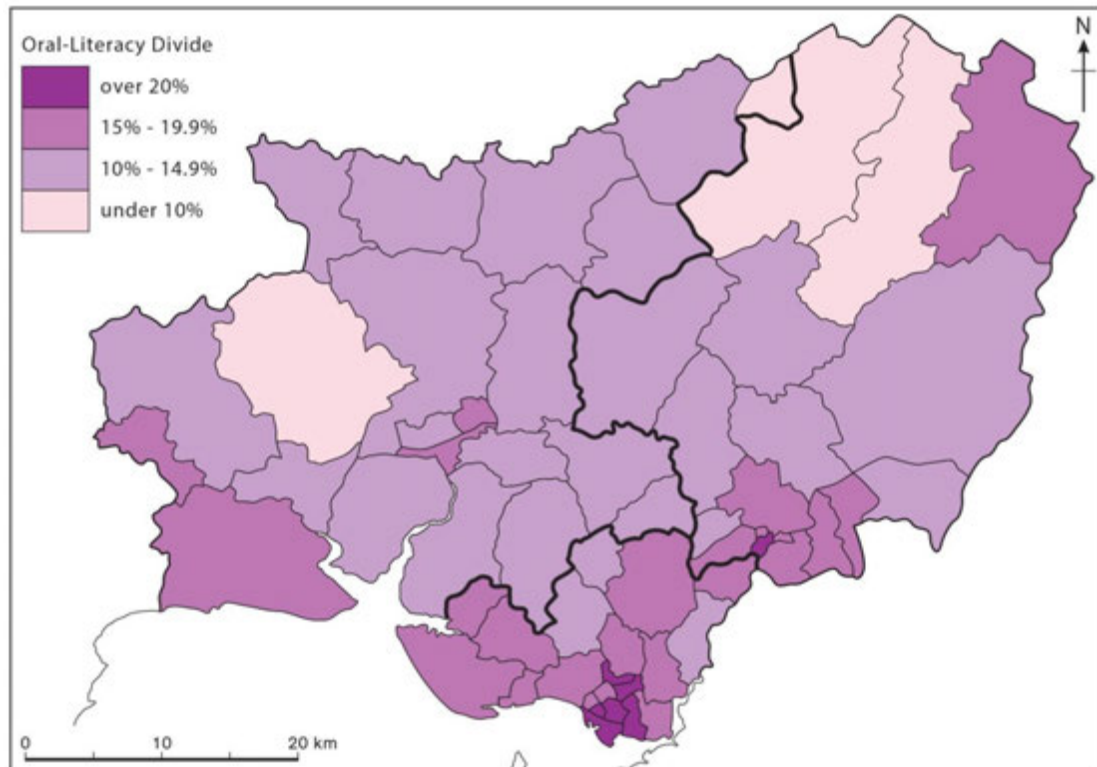 Oral-Literacy Divide
over 20%
15% - 19.9%
10% - 14.9%
under 10%
N
0 10 20 km